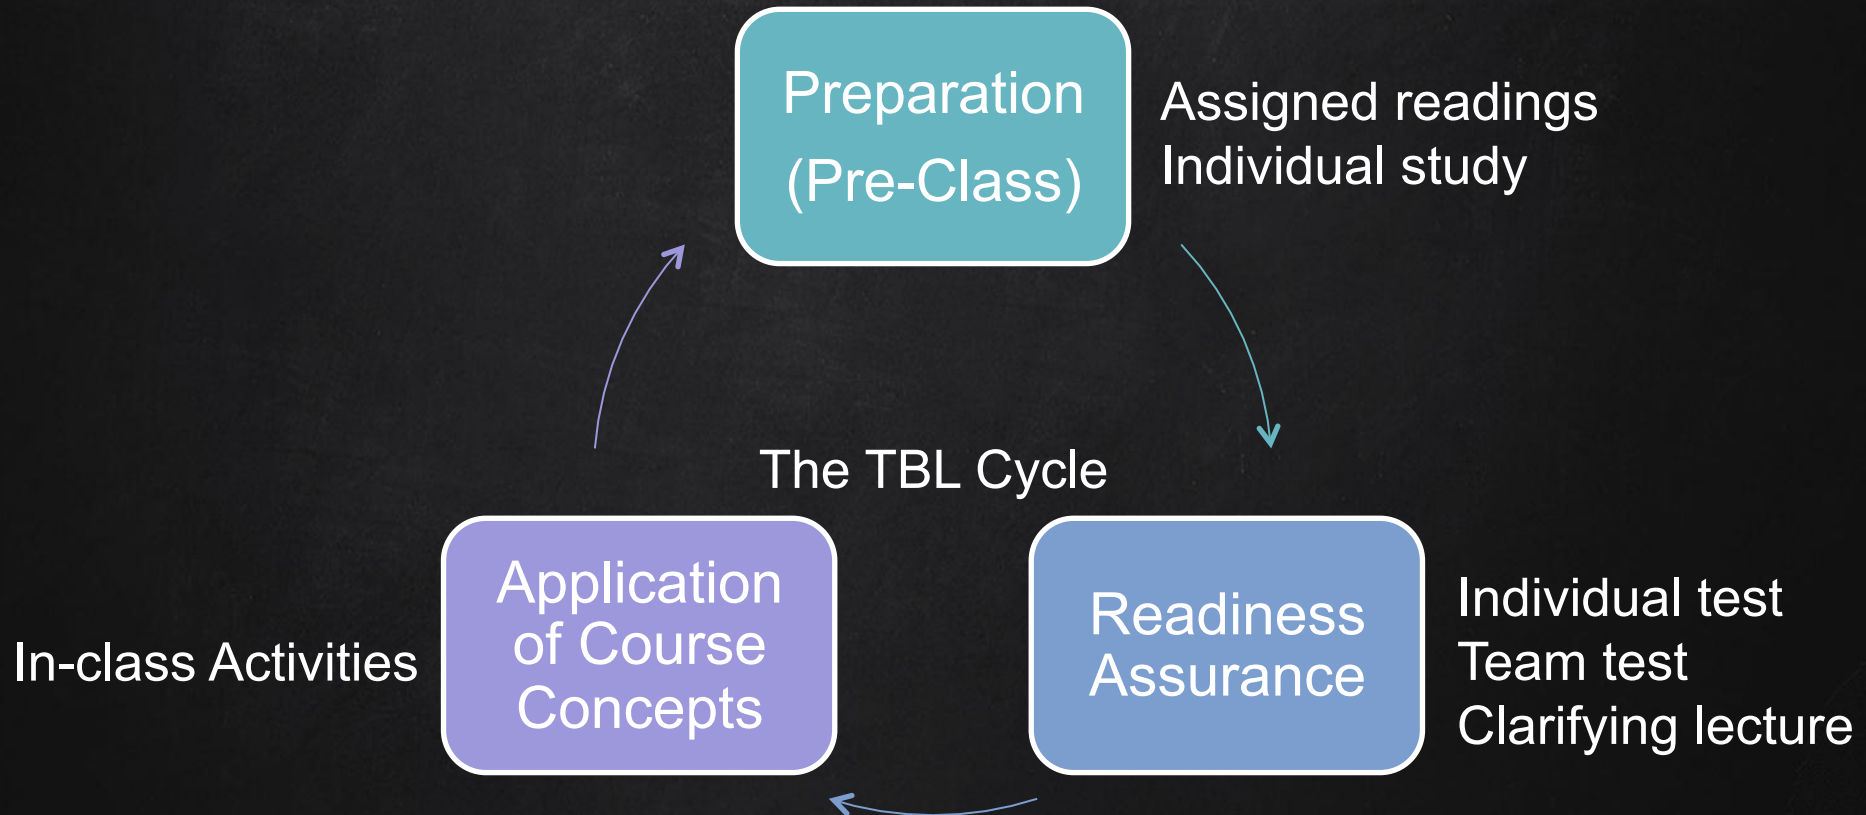 Preparation
(Pre-Class)
Assigned readings
Individual study
The TBL Cycle
Readiness
Assurance
Individual test
Team test
Clarifying lecture
Application
of Course
Concepts
In-class Activities